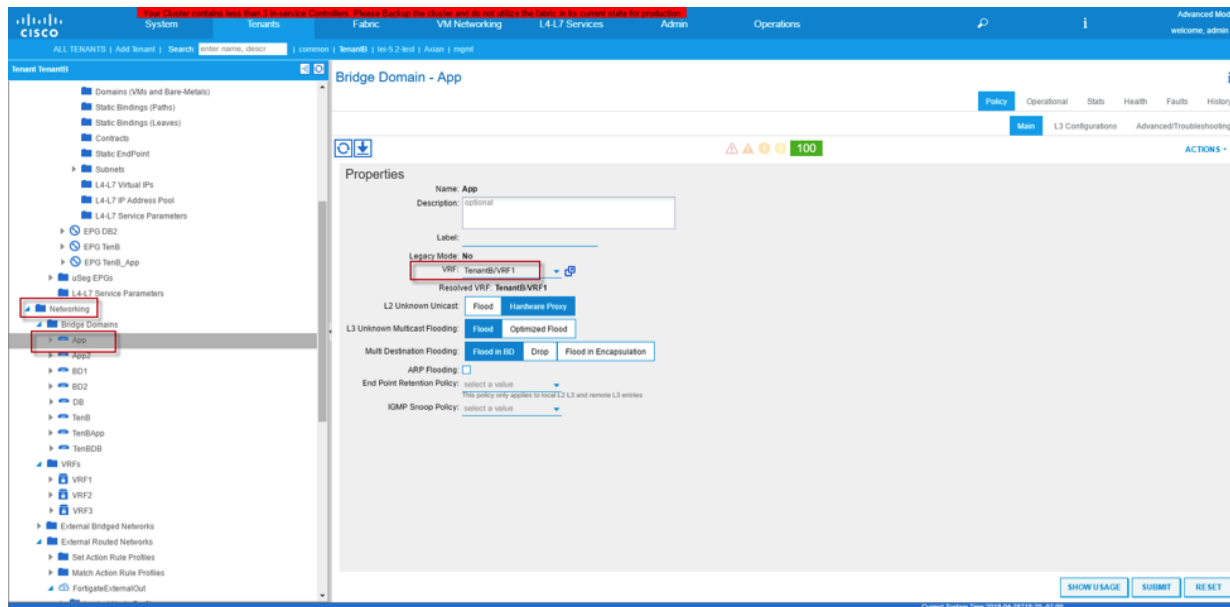 Your Cluster contains less than 3 in-service Controllers. Please Backup the cluster and do not utilize the fabric in its current state for production.
CISCO
System Tenants Fabric VM Networking L4-L7 Services Admin Operations
i
Advanced Mod
welcome, admin
ALL TENANTS | Add Tenant | Search: enter name, descr | common | TenantB | lei-5.2-test | Axian | mgmt
Tenant TenantB
Domains (VMs and Bare-Metals)
Static Bindings (Paths)
Static Bindings (Leaves)
Contracts
Static EndPoint
Subnets
L4-L7 Virtual IPs
L4-L7 IP Address Pool
L4-L7 Service Parameters
EPG DB2
EPG TenB
EPG TenB_App
uSeg EPGs
L4-L7 Service Parameters
Networking
Bridge Domains
App
App2
BD1
BD2
DB
TenB
TenBApp
TenBDB
VRFs
VRF1
VRF2
VRF3
External Bridged Networks
External Routed Networks
Set Action Rule Profiles
Match Action Rule Profiles
FortigateExternalOut
Bridge Domain - App
i
Policy Operational Stats Health Faults History
Main L3 Configurations Advanced/Troubleshooting
100
ACTIONS
Properties
Name: App
Description: optional
Label:
Legacy Mode: No
VRF: TenantB/VRF1
Resolved VRF: TenantB/VRF1
L2 Unknown Unicast: Flood Hardware Proxy
L3 Unknown Multicast Flooding: Flood Optimized Flood
Multi Destination Flooding: Flood in BD Drop Flood in Encapsulation
ARP Flooding:
End Point Retention Policy: select a value
This policy only applies to local L2 L3 and remote L3 entries
IGMP Snoop Policy: select a value
SHOW USAGE SUBMIT RESET